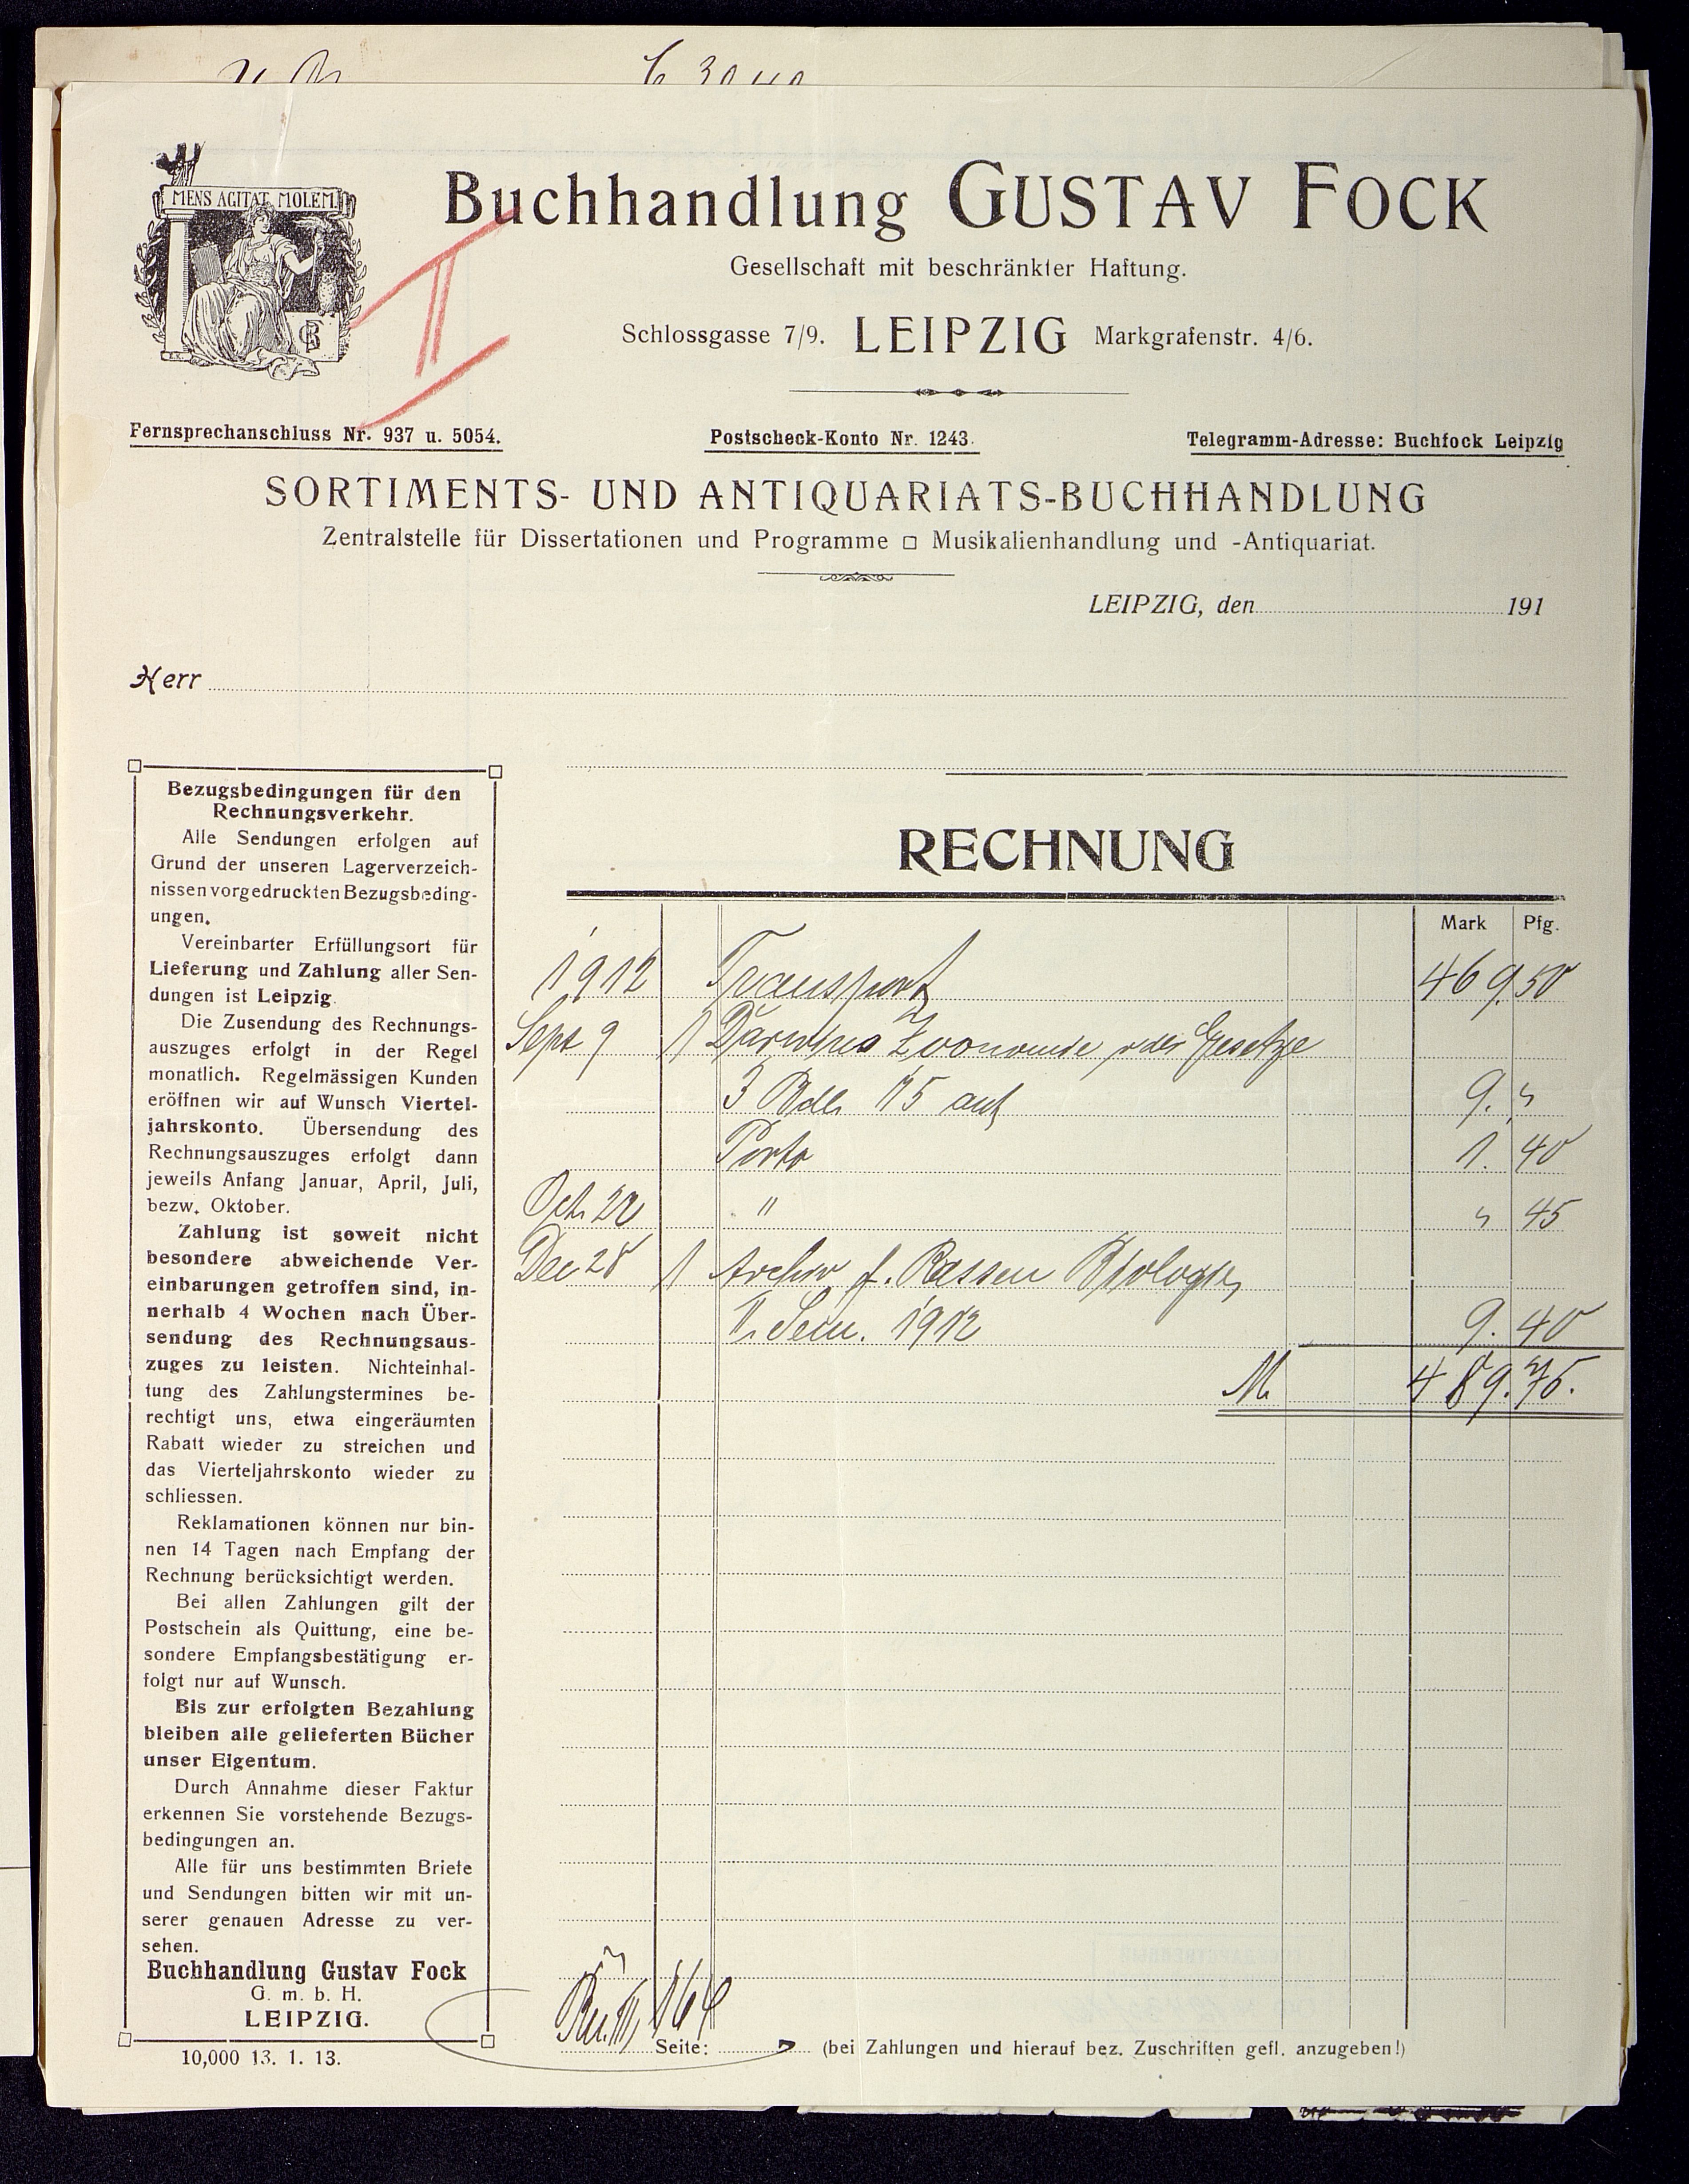 MENS AGITAT MOLEM
Buchhandlung GUSTAV FOCK
II
Gesellschaft mit beschränkter Haftung.
Schlossgasse 7/9. LEIPZIG Markgrafenstr. 4/6.
Fernsprechanschluss Nr. 937 u. 5054. Postscheck-Konto Nr. 1243. Telegramm-Adresse: Buchfock Leipzig
SORTIMENTS- UND ANTIQUARIATS-BUCHHANDLUNG
Zentralstelle für Dissertationen und Programme □ Musikalienhandlung und -Antiquariat.
LEIPZIG, den 191
Herr
Bezugsbedingungen für den
Rechnungsverkehr.
Alle Sendungen erfolgen auf
Grund der unseren Lagerverzeich-
nissen vorgedruckten Bezugsbeding-
ungen.
Vereinbarter Erfüllungsort für
Lieferung und Zahlung aller Sen-
dungen ist Leipzig.
Die Zusendung des Rechnungs-
auszuges erfolgt in der Regel
monatlich. Regelmässigen Kunden
eröffnen wir auf Wunsch Viertel-
jahrskonto. Übersendung des
Rechnungsauszuges erfolgt dann
jeweils Anfang Januar, April, Juli,
bezw. Oktober.
Zahlung ist soweit nicht
besondere abweichende Ver-
einbarungen getroffen sind, in-
nerhalb 4 Wochen nach Über-
sendung des Rechnungsaus-
zuges zu leisten. Nichteinhal-
tung des Zahlungstermines be-
rechtigt uns, etwa eingeräumten
Rabatt wieder zu streichen und
das Vierteljahrskonto wieder zu
schliessen.
Reklamationen können nur bin-
nen 14 Tagen nach Empfang der
Rechnung berücksichtigt werden.
Bei allen Zahlungen gilt der
Postschein als Quittung, eine be-
sondere Empfangsbestätigung er-
folgt nur auf Wunsch.
Bis zur erfolgten Bezahlung
bleiben alle gelieferten Bücher
unser Eigentum.
Durch Annahme dieser Faktur
erkennen Sie vorstehende Bezugs-
bedingungen an.
Alle für uns bestimmten Briefe
und Sendungen bitten wir mit un-
serer genauen Adresse zu ver-
sehen.
Buchhandlung Gustav Fock
G. m. b. H.
LEIPZIG.
10,000 13. 1. 13.
RECHNUNG
Mark Pfg.
1912 Transport 469.50
Sept 9 1 Darwins Zoonomie oder Gesetze
3 Bde 15 ant 9. "
Porto 1. 40
Oct. 22 " " 45
Dec 28 1 Archiv f. Rassen Biologie,
II. Sem. 1912 9. 40
M. 489.75.
164
Seite: (bei Zahlungen und hierauf bez. Zuschriften gefl. anzugeben!)